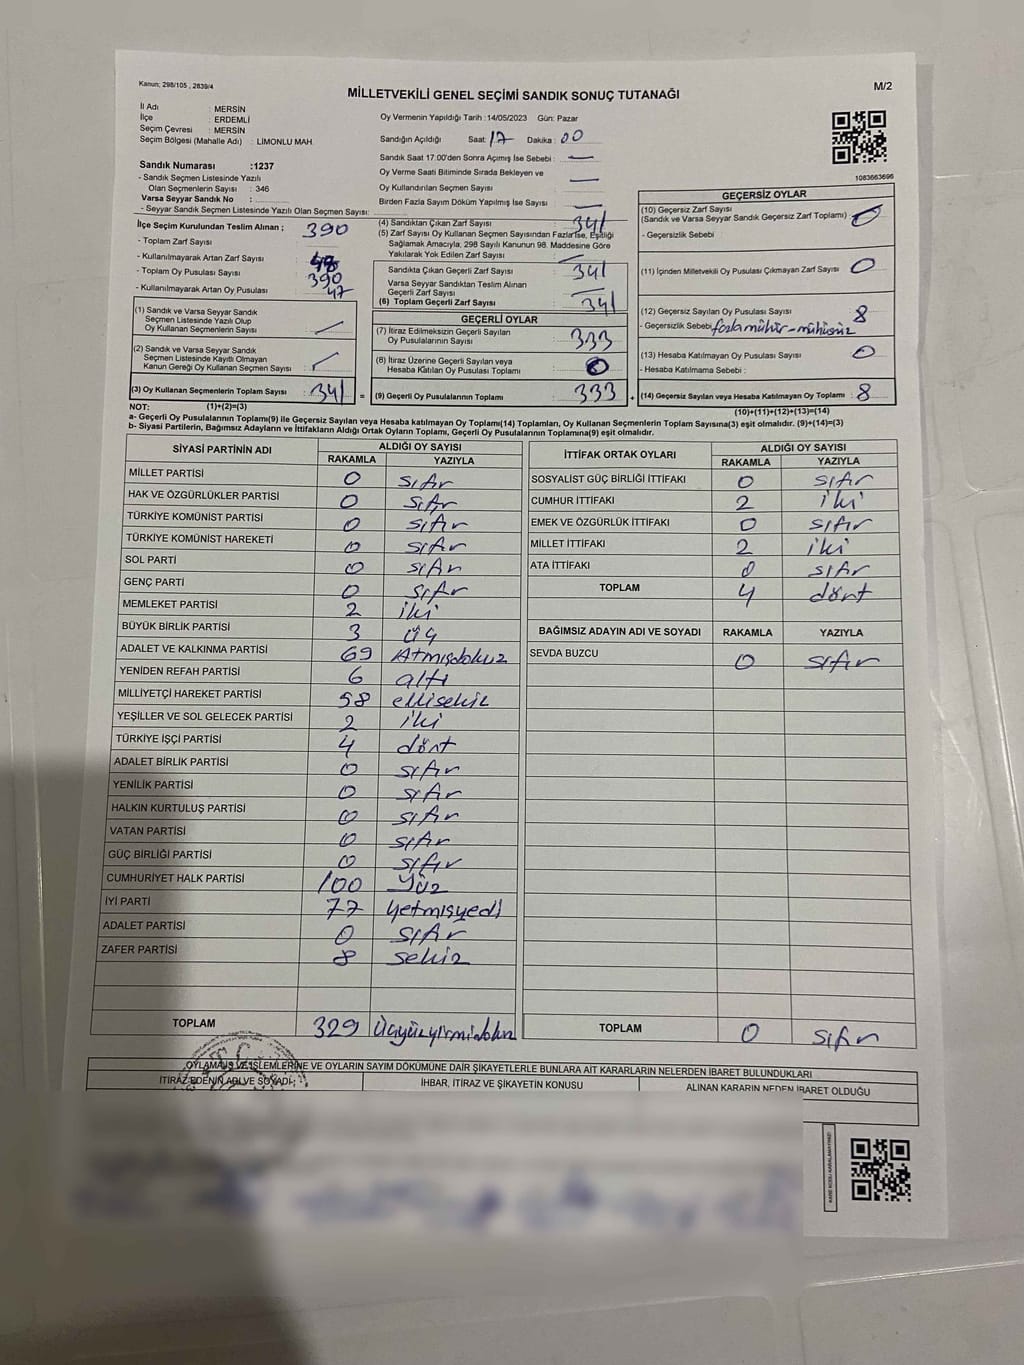 Kanun; 298/105 , 2839/4
M/2
MİLLETVEKİLİ GENEL SEÇİMİ SANDIK SONUÇ TUTANAĞI
İl Adı : MERSİN
İlçe : ERDEMLİ
Seçim Çevresi : MERSİN
Seçim Bölgesi (Mahalle Adı) : LİMONLU MAH.
Sandık Numarası :1237
- Sandık Seçmen Listesinde Yazılı
Olan Seçmenlerin Sayısı : 346
Varsa Seyyar Sandık No :
- Seyyar Sandık Seçmen Listesinde Yazılı Olan Seçmen Sayısı:
Oy Vermenin Yapıldığı Tarih :14/05/2023 Gün: Pazar
Sandığın Açıldığı Saat: 17 Dakika : 00
Sandık Saat 17.00'den Sonra Açımış İse Sebebi : —
Oy Verme Saati Bitiminde Sırada Bekleyen ve
Oy Kullandırılan Seçmen Sayısı —
Birden Fazla Sayım Döküm Yapılmış İse Sayısı —
1083663696
İlçe Seçim Kurulundan Teslim Alınan ;
- Toplam Zarf Sayısı : 390
- Kullanılmayarak Artan Zarf Sayısı :
- Toplam Oy Pusulası Sayısı : 390
- Kullanılmayarak Artan Oy Pusulası : 47
(1) Sandık ve Varsa Seyyar Sandık
Seçmen Listesinde Yazılı Olup
Oy Kullanan Seçmenlerin Sayısı :
(2) Sandık ve Varsa Seyyar Sandık
Seçmen Listesinde Kayıtlı Olmayan
Kanun Gereği Oy Kullanan Seçmen Sayısı :
(3) Oy Kullanan Seçmenlerin Toplam Sayısı : 341
(4) Sandıktan Çıkan Zarf Sayısı : 341
(5) Zarf Sayısı Oy Kullanan Seçmen Sayısından Fazla İse, Eşitliği
Sağlamak Amacıyla, 298 Sayılı Kanunun 98. Maddesine Göre
Yakılarak Yok Edilen Zarf Sayısı : —
Sandıkta Çıkan Geçerli Zarf Sayısı : 341
Varsa Seyyar Sandıktan Teslim Alınan
Geçerli Zarf Sayısı : —
(6) Toplam Geçerli Zarf Sayısı : 341
GEÇERLİ OYLAR
(7) İtiraz Edilmeksizin Geçerli Sayılan
Oy Pusulalarının Sayısı : 333
(8) İtiraz Üzerine Geçerli Sayılan veya
Hesaba Katılan Oy Pusulası Toplamı : 0
= (9) Geçerli Oy Pusulalarının Toplamı : 333
GEÇERSİZ OYLAR
(10) Geçersiz Zarf Sayısı
(Sandık ve Varsa Seyyar Sandık Geçersiz Zarf Toplamı) : 0
- Geçersizlik Sebebi :
(11) İçinden Milletvekili Oy Pusulası Çıkmayan Zarf Sayısı : 0
(12) Geçersiz Sayılan Oy Pusulası Sayısı : 8
- Geçersizlik Sebebi : fazla mühür - mühürsüz
(13) Hesaba Katılmayan Oy Pusulası Sayısı : 0
- Hesaba Katılmama Sebebi :
+ (14) Geçersiz Sayılan veya Hesaba Katılmayan Oy Toplamı : 8
NOT: (1)+(2)=(3) (10)+(11)+(12)+(13)=(14)
a- Geçerli Oy Pusulalarının Toplamı(9) ile Geçersiz Sayılan veya Hesaba Katılmayan Oy Toplamı(14) Toplamları, Oy Kullanan Seçmenlerin Toplam Sayısına(3) eşit olmalıdır. (9)+(14)=(3)
b- Siyasi Partilerin, Bağımsız Adayların ve İttifakların Aldığı Ortak Oyların Toplamı, Geçerli Oy Pusulalarının Toplamına(9) eşit olmalıdır.
SİYASİ PARTİNİN ADI ALDIĞI OY SAYISI
RAKAMLA YAZIYLA
MİLLET PARTİSİ 0 sıfır
HAK VE ÖZGÜRLÜKLER PARTİSİ 0 sıfır
TÜRKİYE KOMÜNİST PARTİSİ 0 sıfır
TÜRKİYE KOMÜNİST HAREKETİ 0 sıfır
SOL PARTİ 0 sıfır
GENÇ PARTİ 0 sıfır
MEMLEKET PARTİSİ 2 iki
BÜYÜK BİRLİK PARTİSİ 3 üç
ADALET VE KALKINMA PARTİSİ 69 Atmışdokuz
YENİDEN REFAH PARTİSİ 6 altı
MİLLİYETÇİ HAREKET PARTİSİ 58 ellisekiz
YEŞİLLER VE SOL GELECEK PARTİSİ 2 iki
TÜRKİYE İŞÇİ PARTİSİ 4 dört
ADALET BİRLİK PARTİSİ 0 sıfır
YENİLİK PARTİSİ 0 sıfır
HALKIN KURTULUŞ PARTİSİ 0 sıfır
VATAN PARTİSİ 0 sıfır
GÜÇ BİRLİĞİ PARTİSİ 0 sıfır
CUMHURİYET HALK PARTİSİ 100 Yüz
İYİ PARTİ 77 Yetmişyedi
ADALET PARTİSİ 0 sıfır
ZAFER PARTİSİ 8 sekiz
TOPLAM 329 Üçyüzyirmidokuz
İTTİFAK ORTAK OYLARI ALDIĞI OY SAYISI
RAKAMLA YAZIYLA
SOSYALİST GÜÇ BİRLİĞİ İTTİFAKI 0 sıfır
CUMHUR İTTİFAKI 2 iki
EMEK VE ÖZGÜRLÜK İTTİFAKI 0 sıfır
MİLLET İTTİFAKI 2 iki
ATA İTTİFAKI 0 sıfır
TOPLAM 4 dört
BAĞIMSIZ ADAYIN ADI VE SOYADI RAKAMLA YAZIYLA
SEVDA BUZCU 0 sıfır
TOPLAM 0 sıfır
OYLAMA İŞLEMLERİNE VE OYLARIN SAYIM DÖKÜMÜNE DAİR ŞİKAYETLERLE BUNLARA AİT KARARLARIN NELERDEN İBARET BULUNDUKLARI
İTİRAZ EDENİN ADI VE SOYADI İHBAR, İTİRAZ VE ŞİKAYETİN KONUSU ALINAN KARARIN NEDEN İBARET OLDUĞU